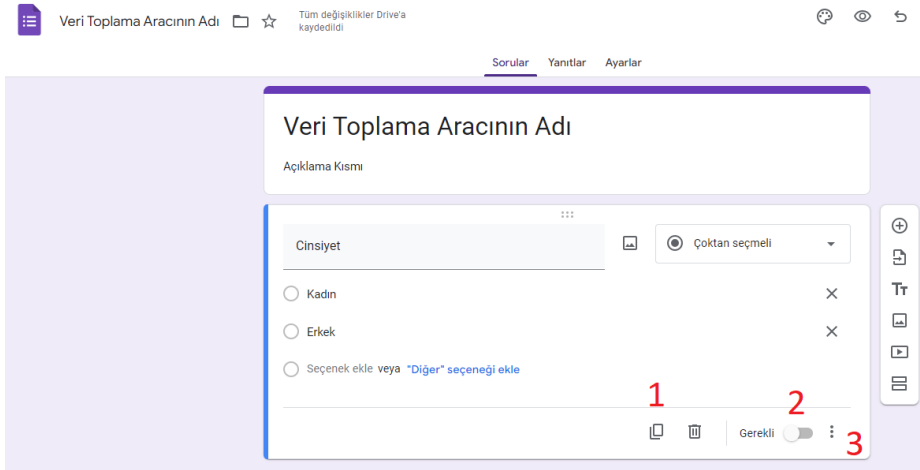 Veri Toplama Aracının Adı
Tüm değişiklikler Drive'a
kaydedildi
Sorular Yanıtlar Ayarlar
Veri Toplama Aracının Adı
Açıklama Kısmı
Cinsiyet
Çoktan seçmeli
Kadın
Erkek
Seçenek ekle veya "Diğer" seçeneği ekle
1
2
Gerekli
3
Tт